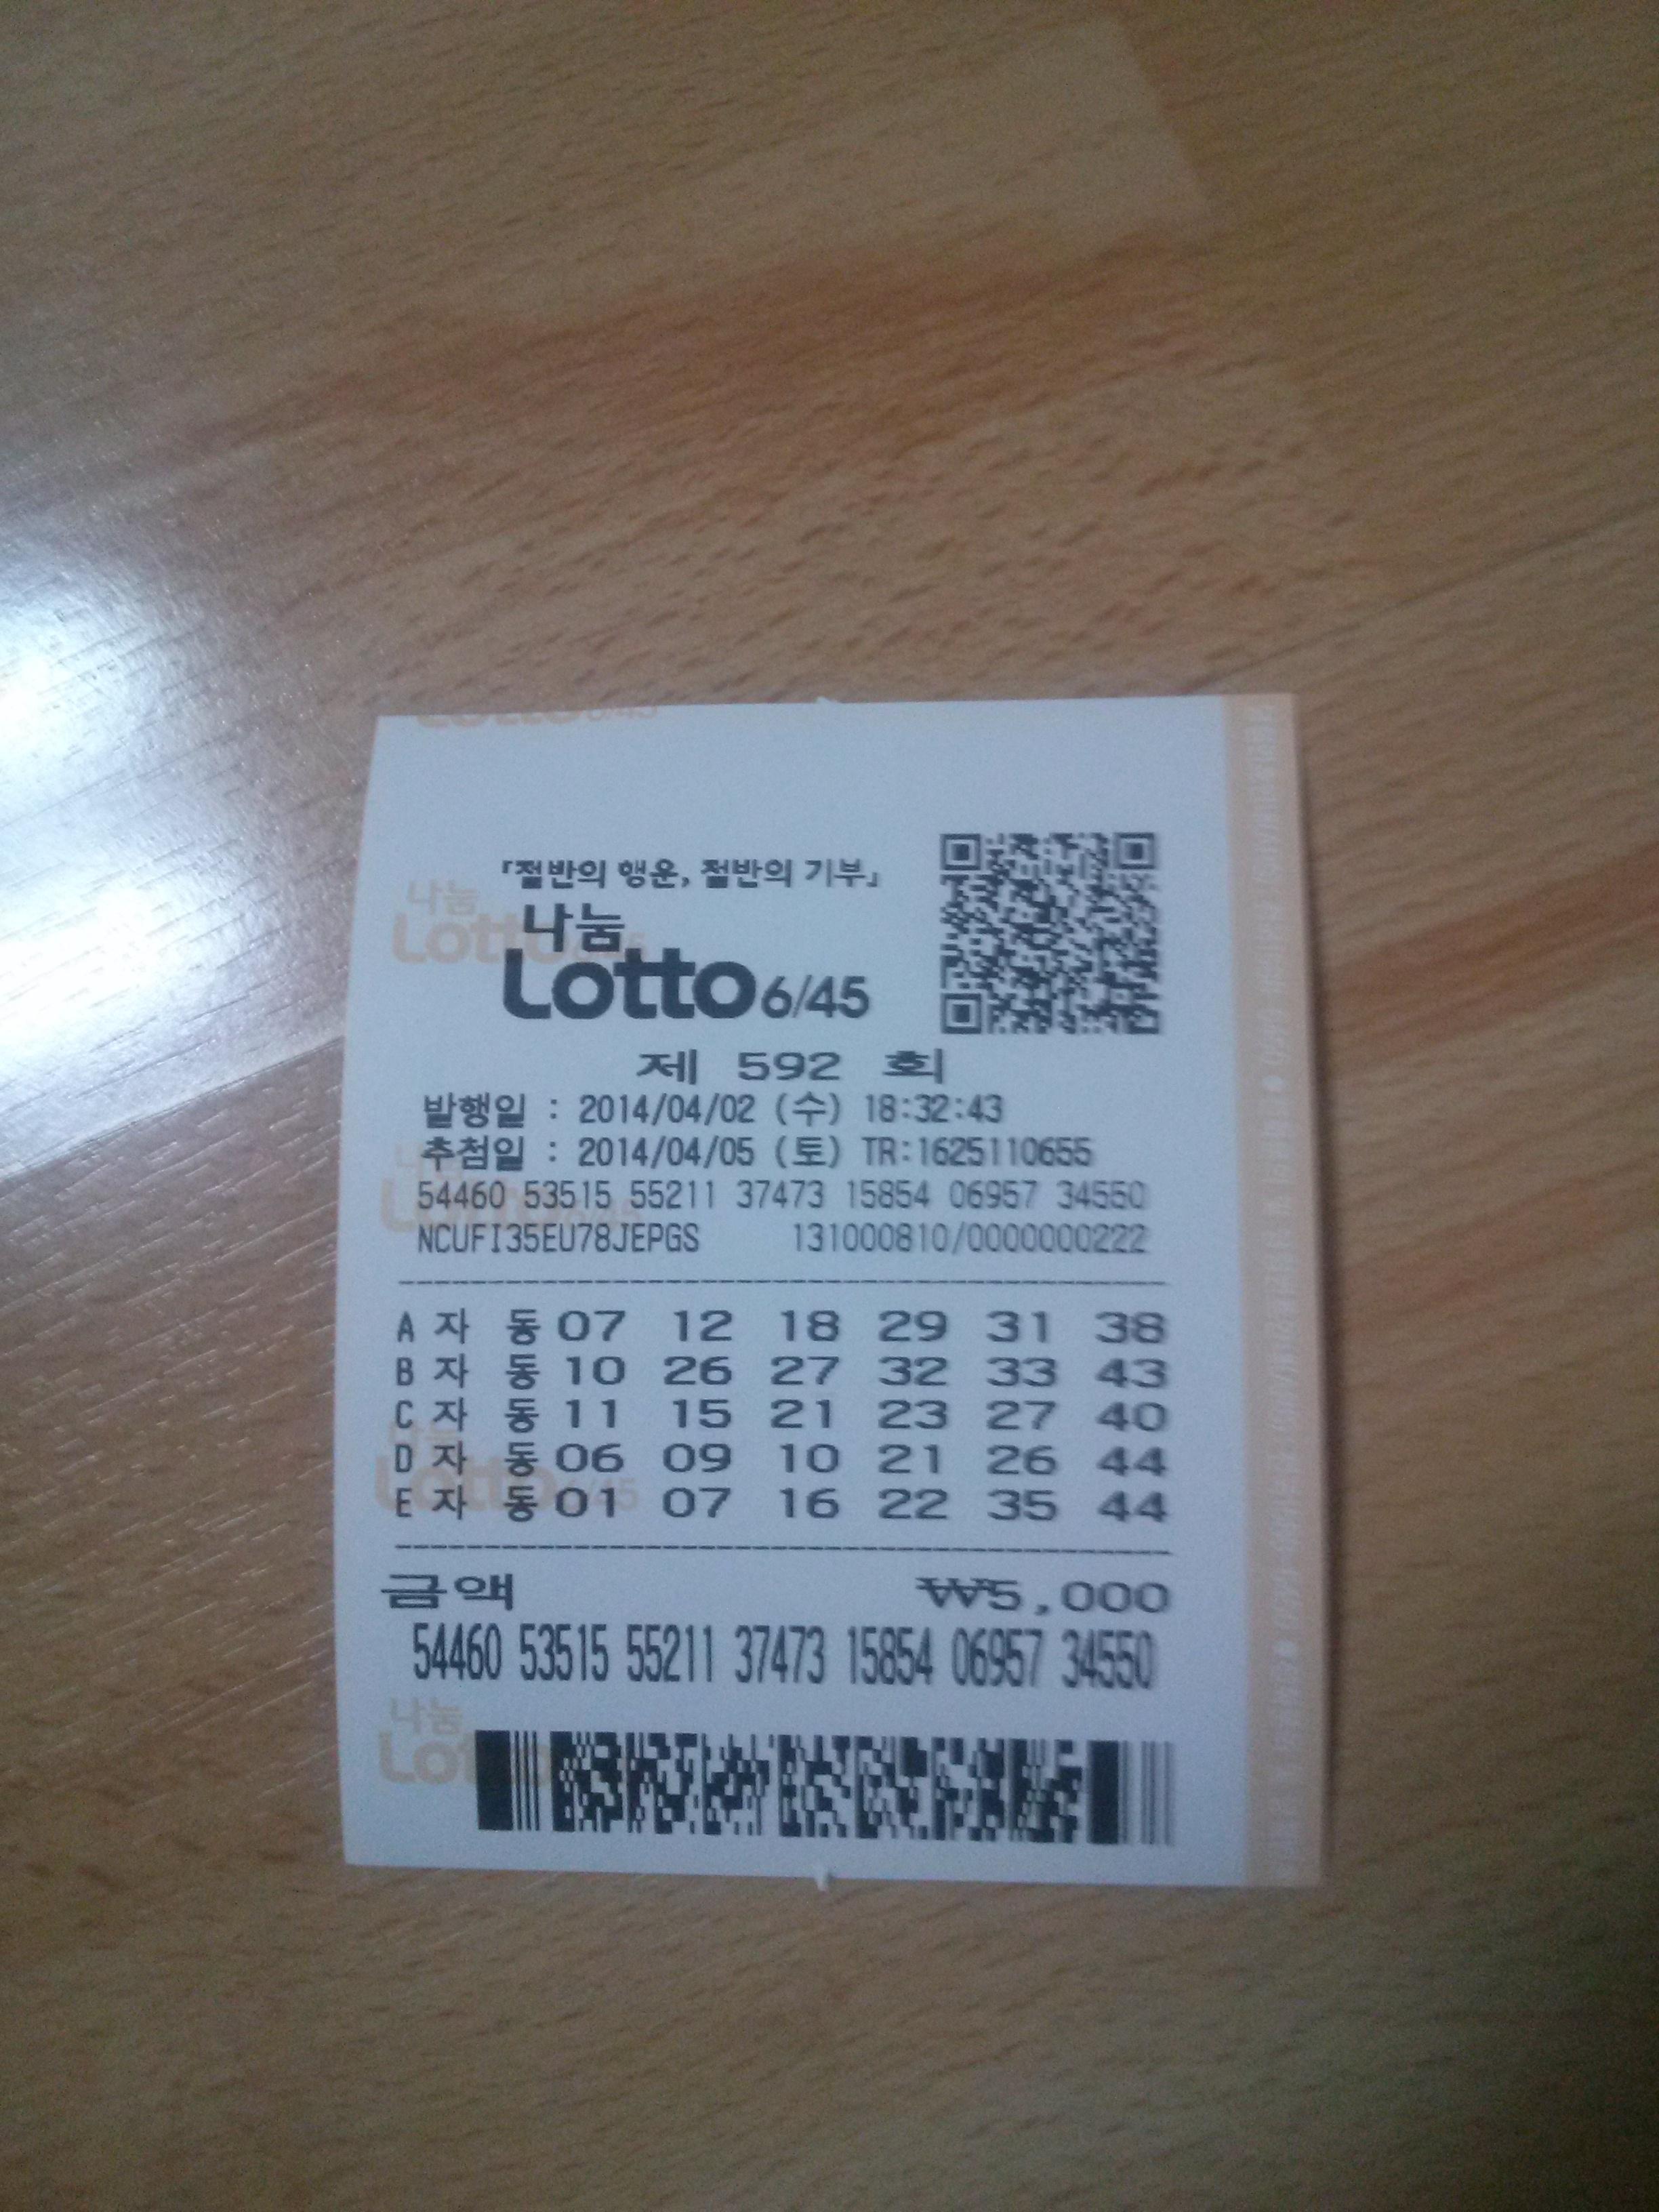 「절반의 행운, 절반의 기부」
나눔
Lotto 6/45
제 592 회
발행일 : 2014/04/02 (수) 18:32:43
추첨일 : 2014/04/05 (토) TR:1625110655
54460 53515 55211 37473 15854 06957 34550
NCUFI35EU78JEPGS 131000810/0000000222
A 자 동 07 12 18 29 31 38
B 자 동 10 26 27 32 33 43
C 자 동 11 15 21 23 27 40
D 자 동 06 09 10 21 26 44
E 자 동 01 07 16 22 35 44
금액 ₩5,000
54460 53515 55211 37473 15854 06957 34550